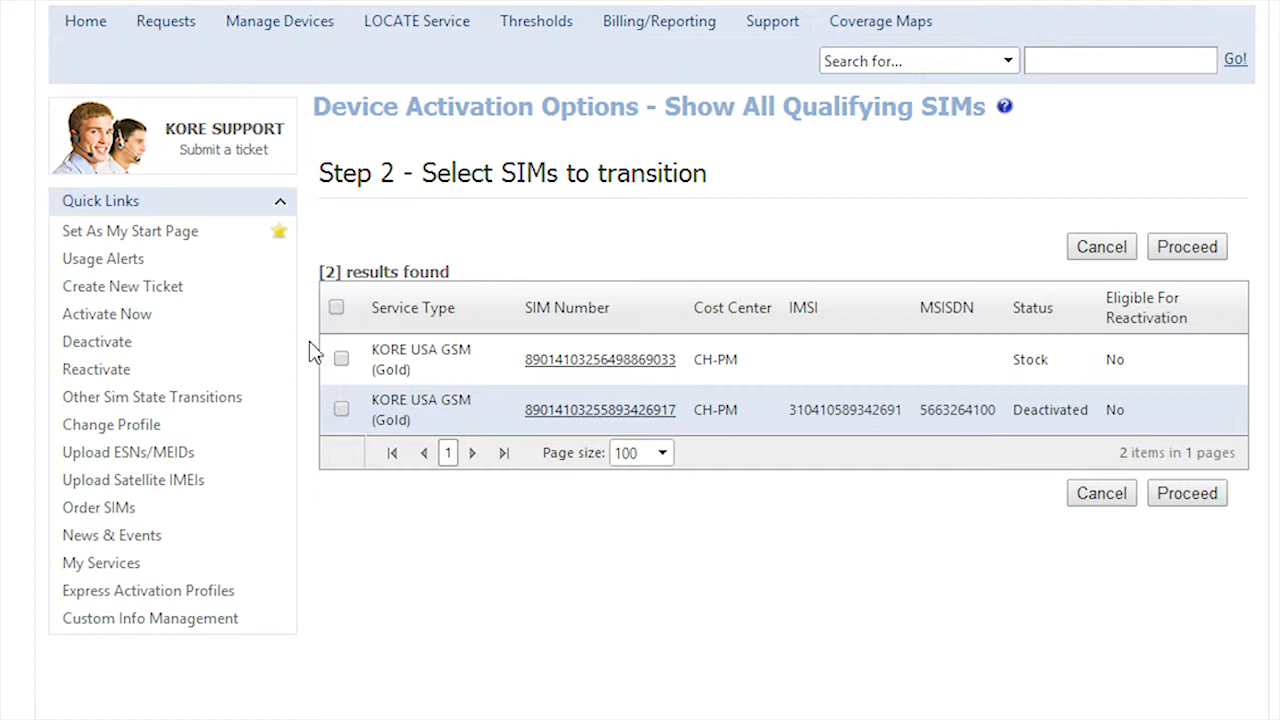 Home Requests Manage Devices LOCATE Service Thresholds Billing/Reporting Support Coverage Maps
Search for... Go!
KORE SUPPORT
Submit a ticket
Quick Links
Set As My Start Page
Usage Alerts
Create New Ticket
Activate Now
Deactivate
Reactivate
Other Sim State Transitions
Change Profile
Upload ESNs/MEIDs
Upload Satellite IMEIs
Order SIMs
News & Events
My Services
Express Activation Profiles
Custom Info Management
Device Activation Options - Show All Qualifying SIMs ?
Step 2 - Select SIMs to transition
Cancel Proceed
[2] results found
Service Type SIM Number Cost Center IMSI MSISDN Status Eligible For
Reactivation
KORE USA GSM
(Gold) 89014103256498869033 CH-PM Stock No
KORE USA GSM
(Gold) 89014103255893426917 CH-PM 310410589342691 5663264100 Deactivated No
1 Page size: 100 2 items in 1 pages
Cancel Proceed